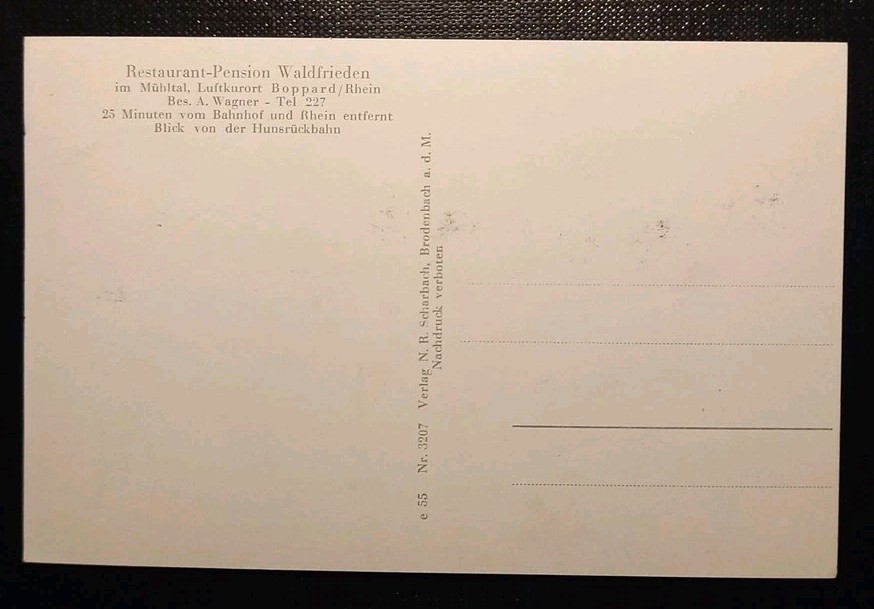 Restaurant-Pension Waldfrieden
im Mühltal, Luftkurort Boppard/Rhein
Bes. A. Wagner - Tel 227
25 Minuten vom Bahnhof und Rhein entfernt
Blick von der Hunsrückbahn
e 55 Nr. 3207 Verlag N. R. Scharbach, Brodenbach a. d. M.
Nachdruck verboten